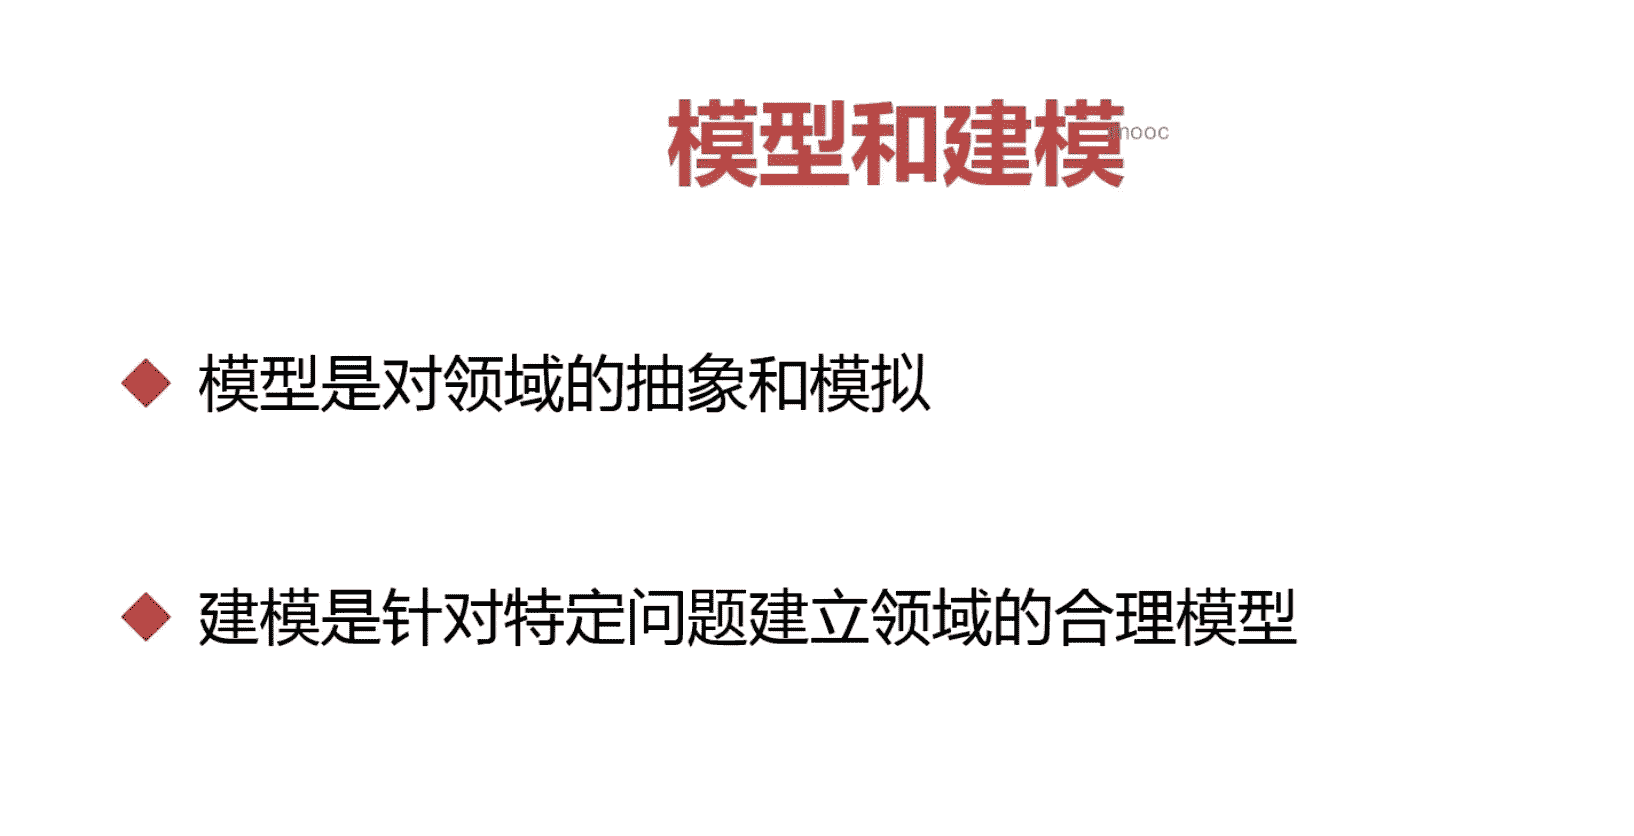 模型和建模
mooc
模型是对领域的抽象和模拟
建模是针对特定问题建立领域的合理模型